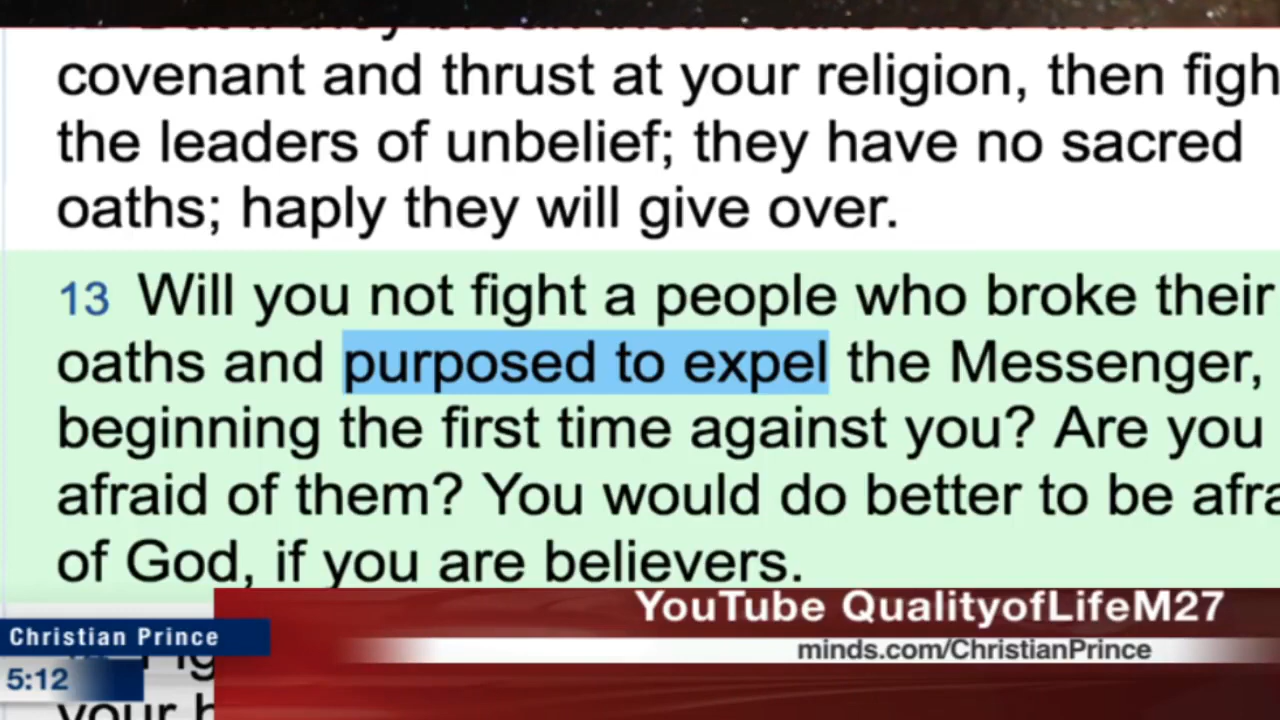 covenant and thrust at your religion, then figh
the leaders of unbelief; they have no sacred
oaths; haply they will give over.
13 Will you not fight a people who broke their
oaths and purposed to expel the Messenger,
beginning the first time against you? Are you
afraid of them? You would do better to be afra
of God, if you are believers.
YouTube QualityofLifeM27
Christian Prince
minds.com/ChristianPrince
5:12
your h